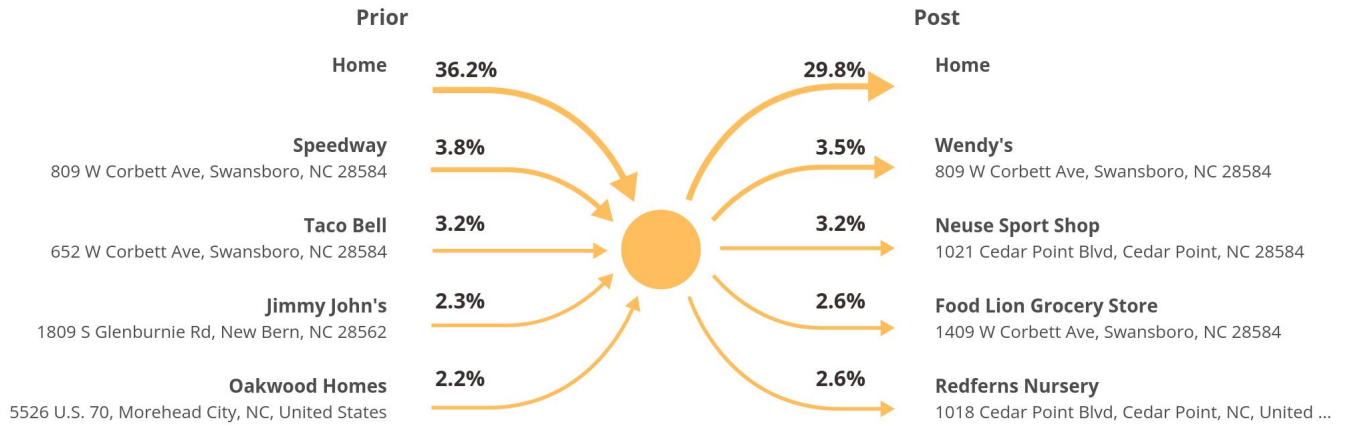 Prior
Post
Home
36.2%
29.8%
Home
Speedway
809 W Corbett Ave, Swansboro, NC 28584
3.8%
3.5%
Wendy's
809 W Corbett Ave, Swansboro, NC 28584
Taco Bell
652 W Corbett Ave, Swansboro, NC 28584
3.2%
3.2%
Neuse Sport Shop
1021 Cedar Point Blvd, Cedar Point, NC 28584
Jimmy John's
1809 S Glenburnie Rd, New Bern, NC 28562
2.3%
2.6%
Food Lion Grocery Store
1409 W Corbett Ave, Swansboro, NC 28584
Oakwood Homes
5526 U.S. 70, Morehead City, NC, United States
2.2%
2.6%
Redferns Nursery
1018 Cedar Point Blvd, Cedar Point, NC, United ...